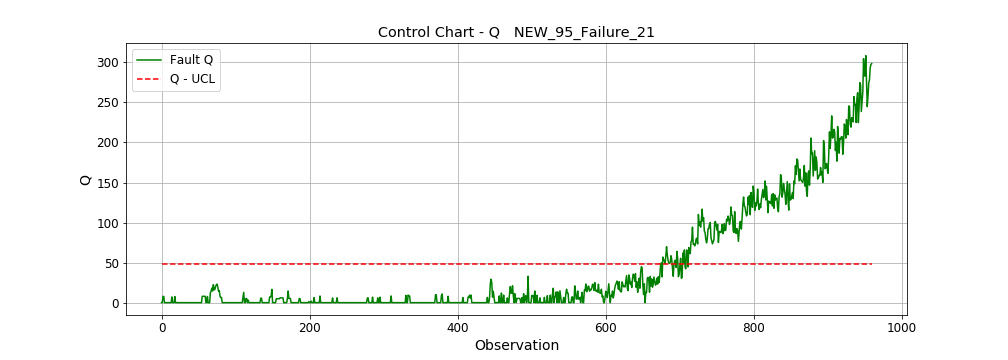 Control Chart - Q   NEW_95_Failure_21
Fault Q
Q - UCL
300
250
200
150
100
50
0
Q
0 200 400 600 800 1000
Observation